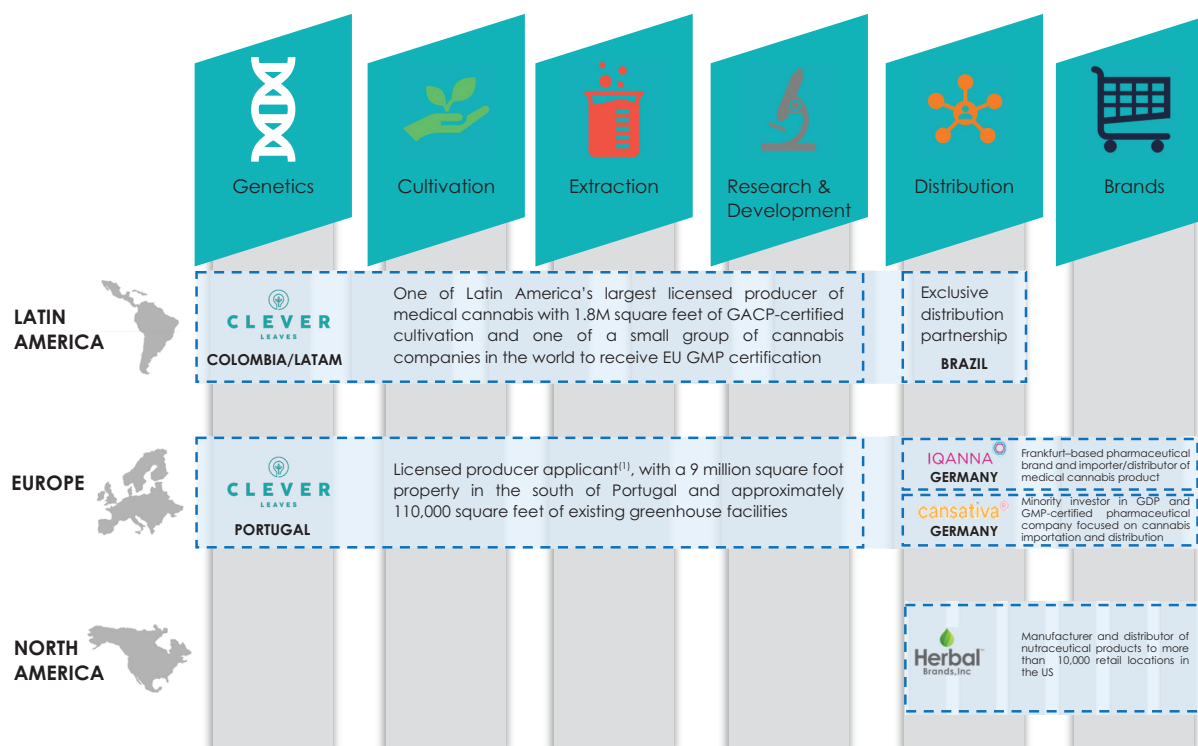 Genetics
Cultivation
Extraction
Research &
Development
Distribution
Brands
LATIN
AMERICA
CLEVER
LEAVES
COLOMBIA/LATAM
One of Latin America's largest licensed producer of
medical cannabis with 1.8M square feet of GACP-certified
cultivation and one of a small group of cannabis
companies in the world to receive EU GMP certification
Exclusive
distribution
partnership
BRAZIL
EUROPE
CLEVER
LEAVES
PORTUGAL
Licensed producer applicant(1), with a 9 million square foot
property in the south of Portugal and approximately
110,000 square feet of existing greenhouse facilities
IQANNA
GERMANY
Frankfurt–based pharmaceutical
brand and importer/distributor of
medical cannabis product
cansativa®
GERMANY
Minority investor in GDP and
GMP-certified pharmaceutical
company focused on cannabis
importation and distribution
NORTH
AMERICA
Herbal™
Brands,Inc
Manufacturer and distributor of
nutraceutical products to more
than 10,000 retail locations in
the US